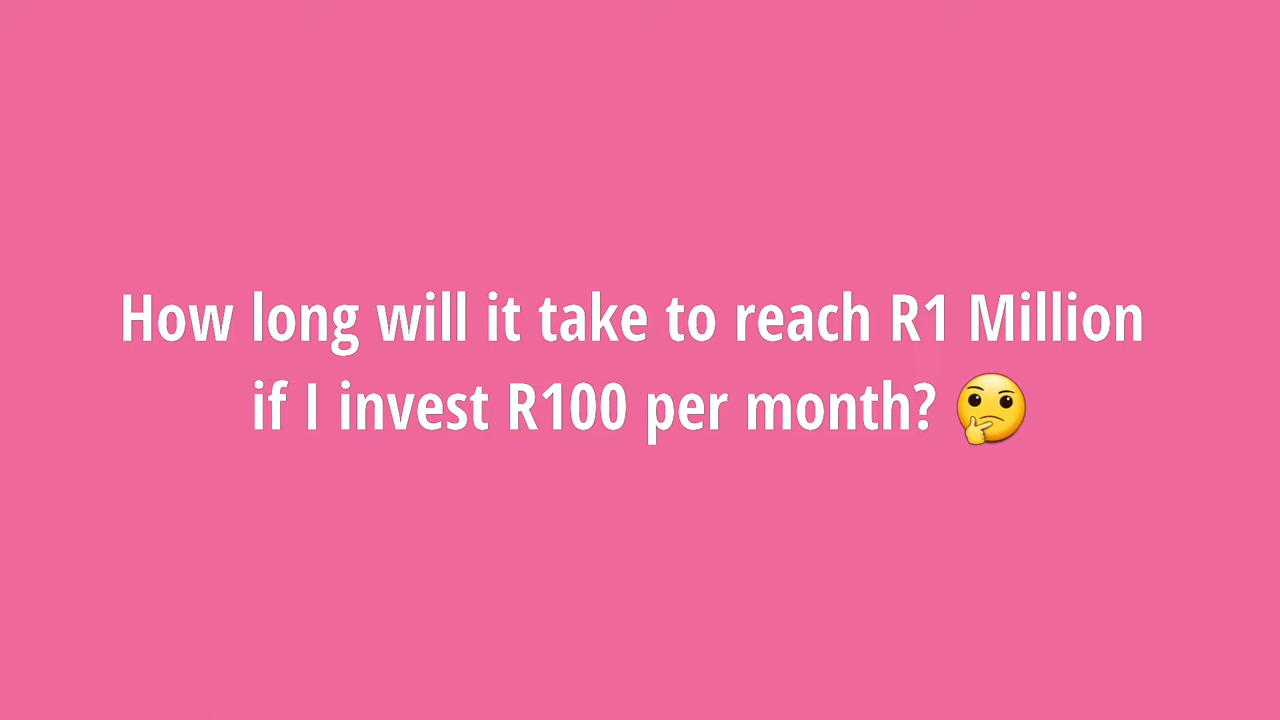 How long will it take to reach R1 Million
if I invest R100 per month? 🤔